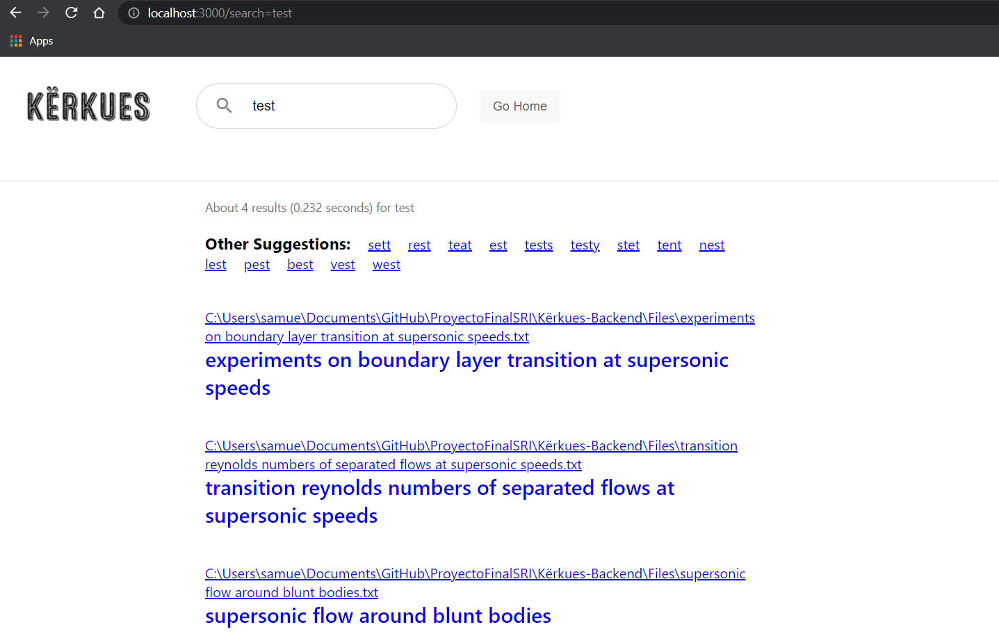 localhost:3000/search=test
Apps
KËRKUES
test
Go Home
About 4 results (0.232 seconds) for test
Other Suggestions: sett rest teat est tests testy stet tent nest
lest pest best vest west
C:\Users\samue\Documents\GitHub\ProyectoFinalSRI\Kërkues-Backend\Files\experiments
on boundary layer transition at supersonic speeds.txt
experiments on boundary layer transition at supersonic
speeds
C:\Users\samue\Documents\GitHub\ProyectoFinalSRI\Kërkues-Backend\Files\transition
reynolds numbers of separated flows at supersonic speeds.txt
transition reynolds numbers of separated flows at
supersonic speeds
C:\Users\samue\Documents\GitHub\ProyectoFinalSRI\Kërkues-Backend\Files\supersonic
flow around blunt bodies.txt
supersonic flow around blunt bodies